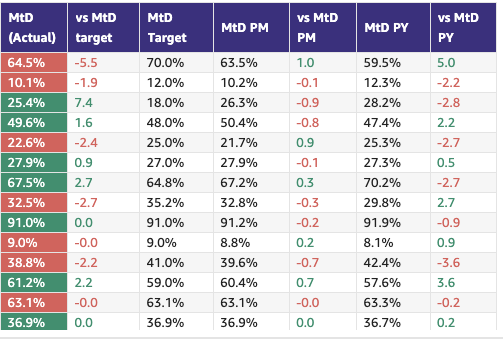 MtD (Actual) vs MtD target MtD Target MtD PM vs MtD PM MtD PY vs MtD PY
64.5% -5.5 70.0% 63.5% 1.0 59.5% 5.0
10.1% -1.9 12.0% 10.2% -0.1 12.3% -2.2
25.4% 7.4 18.0% 26.3% -0.9 28.2% -2.8
49.6% 1.6 48.0% 50.4% -0.8 47.4% 2.2
22.6% -2.4 25.0% 21.7% 0.9 25.3% -2.7
27.9% 0.9 27.0% 27.9% -0.1 27.3% 0.5
67.5% 2.7 64.8% 67.2% 0.3 70.2% -2.7
32.5% -2.7 35.2% 32.8% -0.3 29.8% 2.7
91.0% 0.0 91.0% 91.2% -0.2 91.9% -0.9
9.0% -0.0 9.0% 8.8% 0.2 8.1% 0.9
38.8% -2.2 41.0% 39.6% -0.7 42.4% -3.6
61.2% 2.2 59.0% 60.4% 0.7 57.6% 3.6
63.1% -0.0 63.1% 63.1% -0.0 63.3% -0.2
36.9% 0.0 36.9% 36.9% 0.0 36.7% 0.2